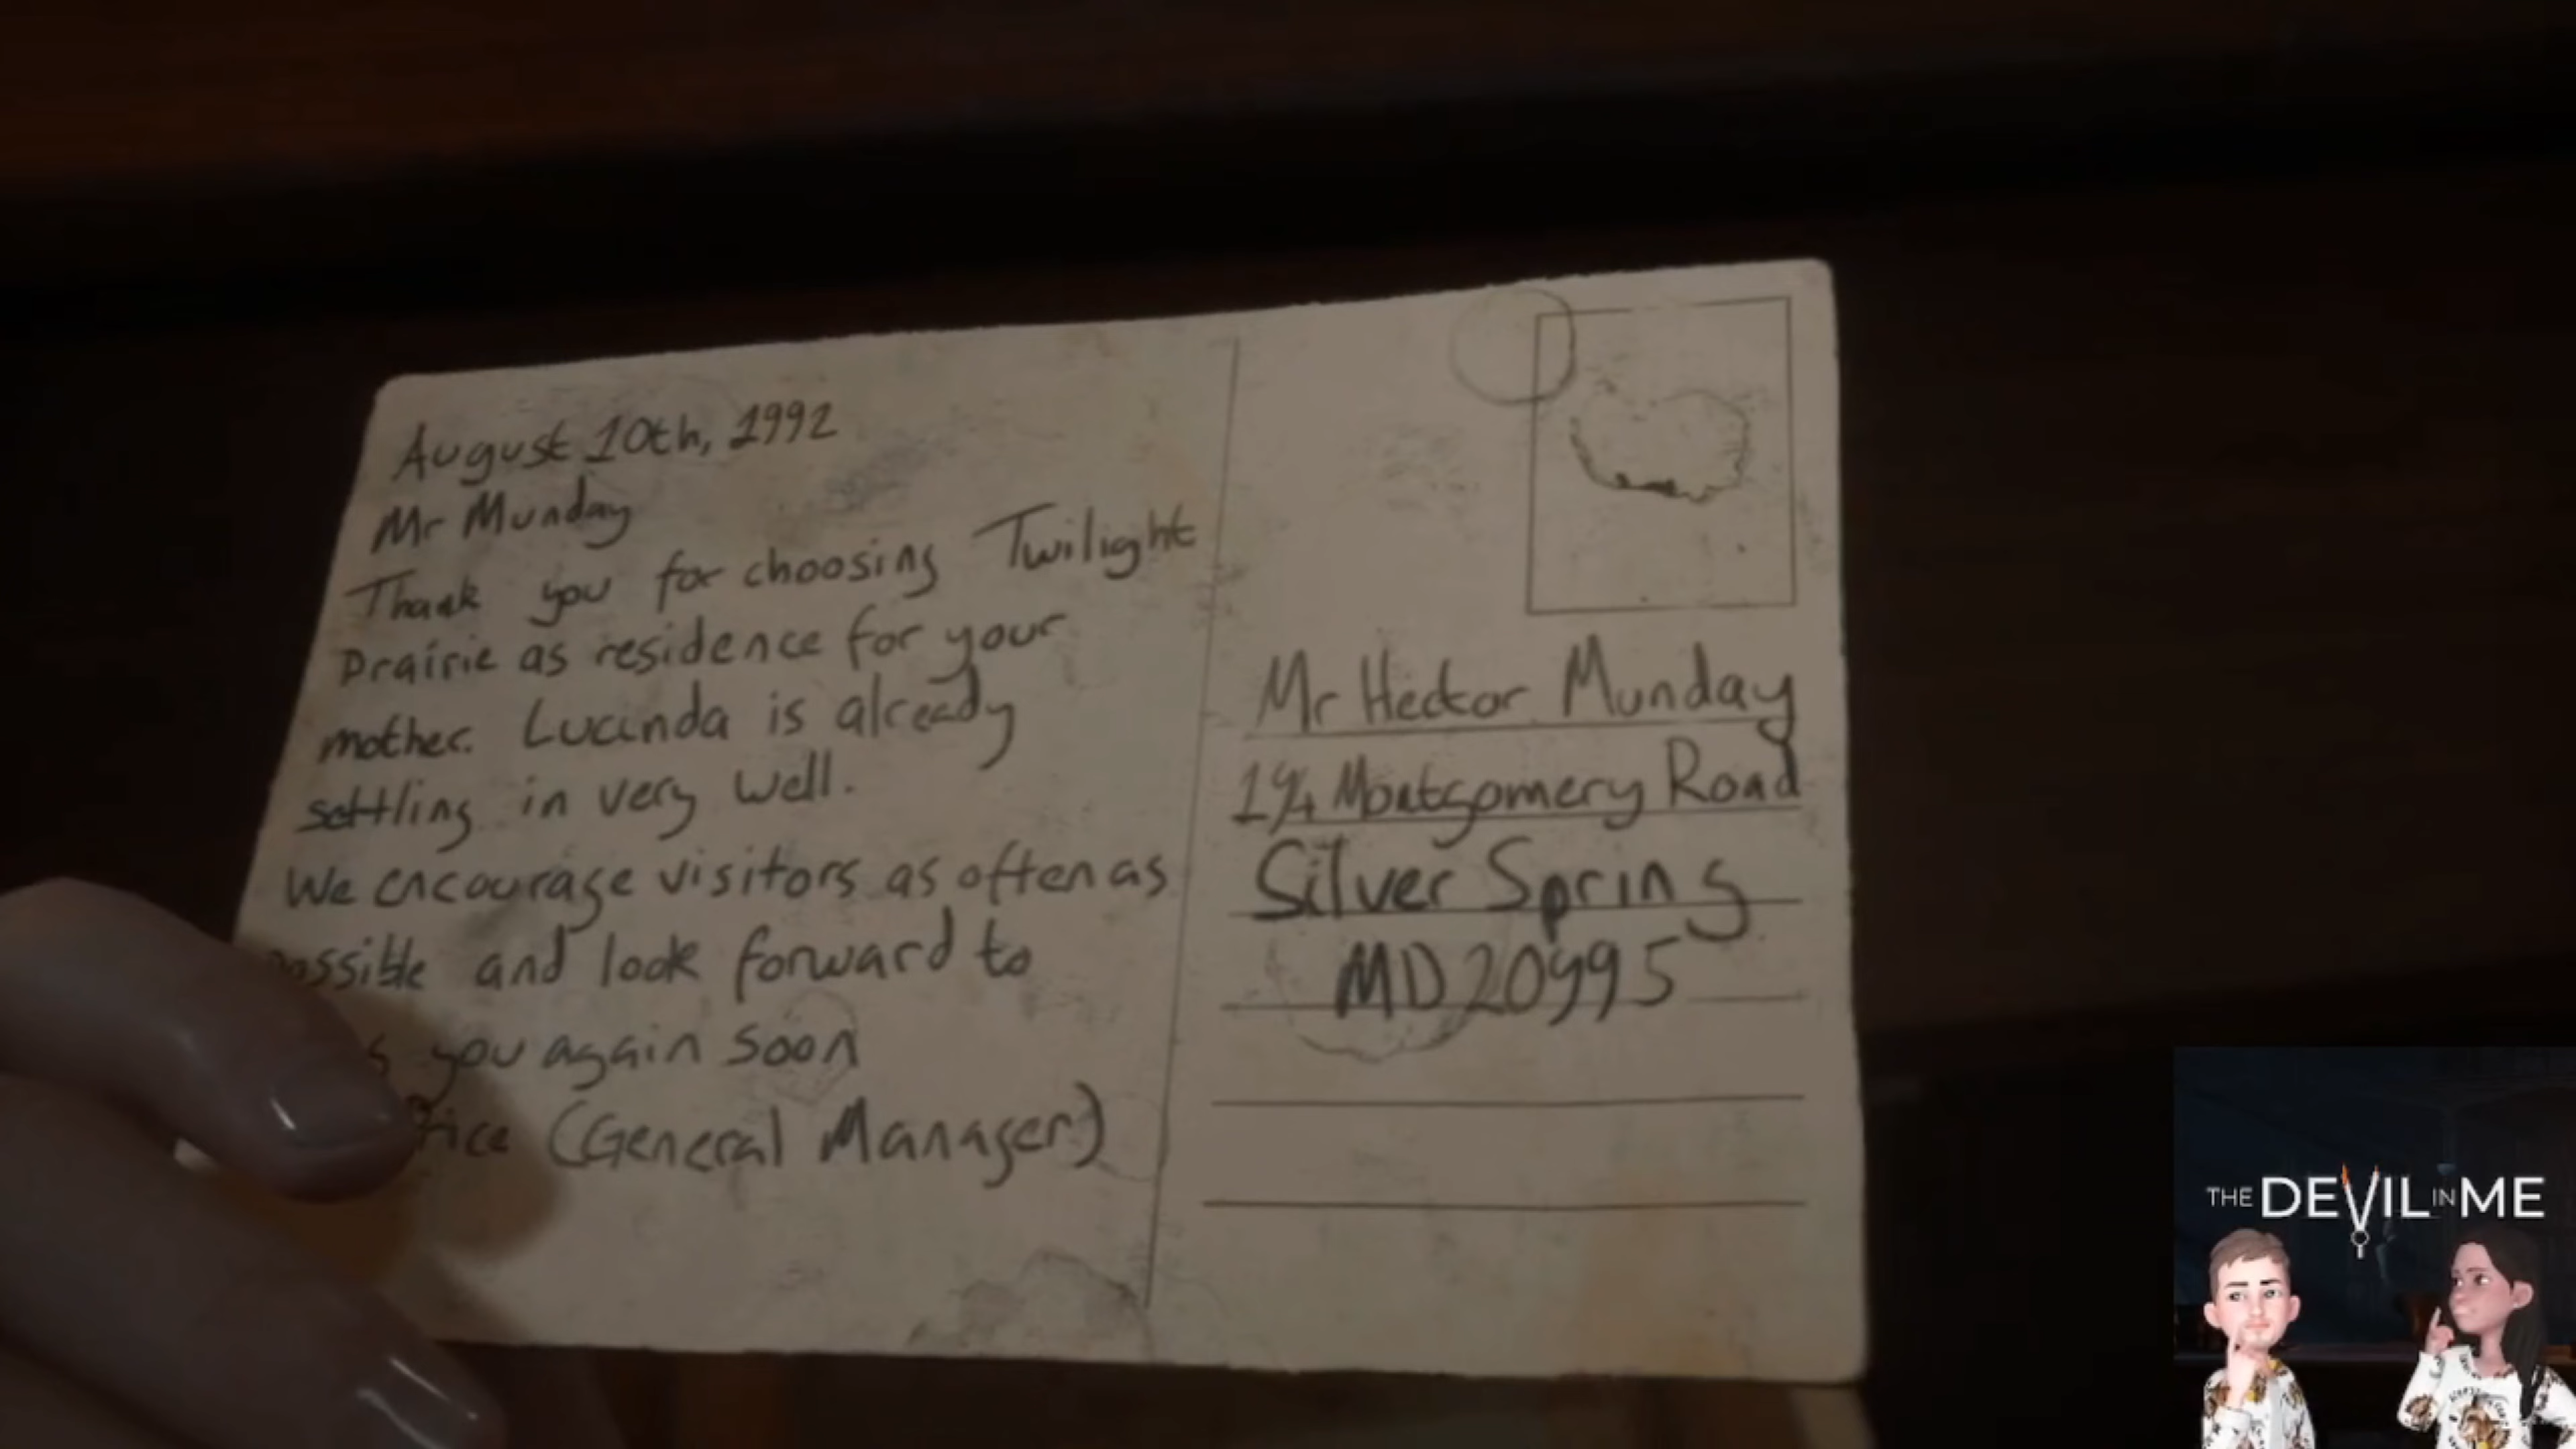 August 10th, 1992
Mr Munday
Thank you for choosing Twilight
Prairie as residence for your
mother. Lucinda is already
settling in very well.
We encourage visitors as often as
and look forward to
you again soon
(General Manager)
Mr Hector Munday
Montgomery Road
Silver Spring
MD 20995
THE DEVIL IN ME